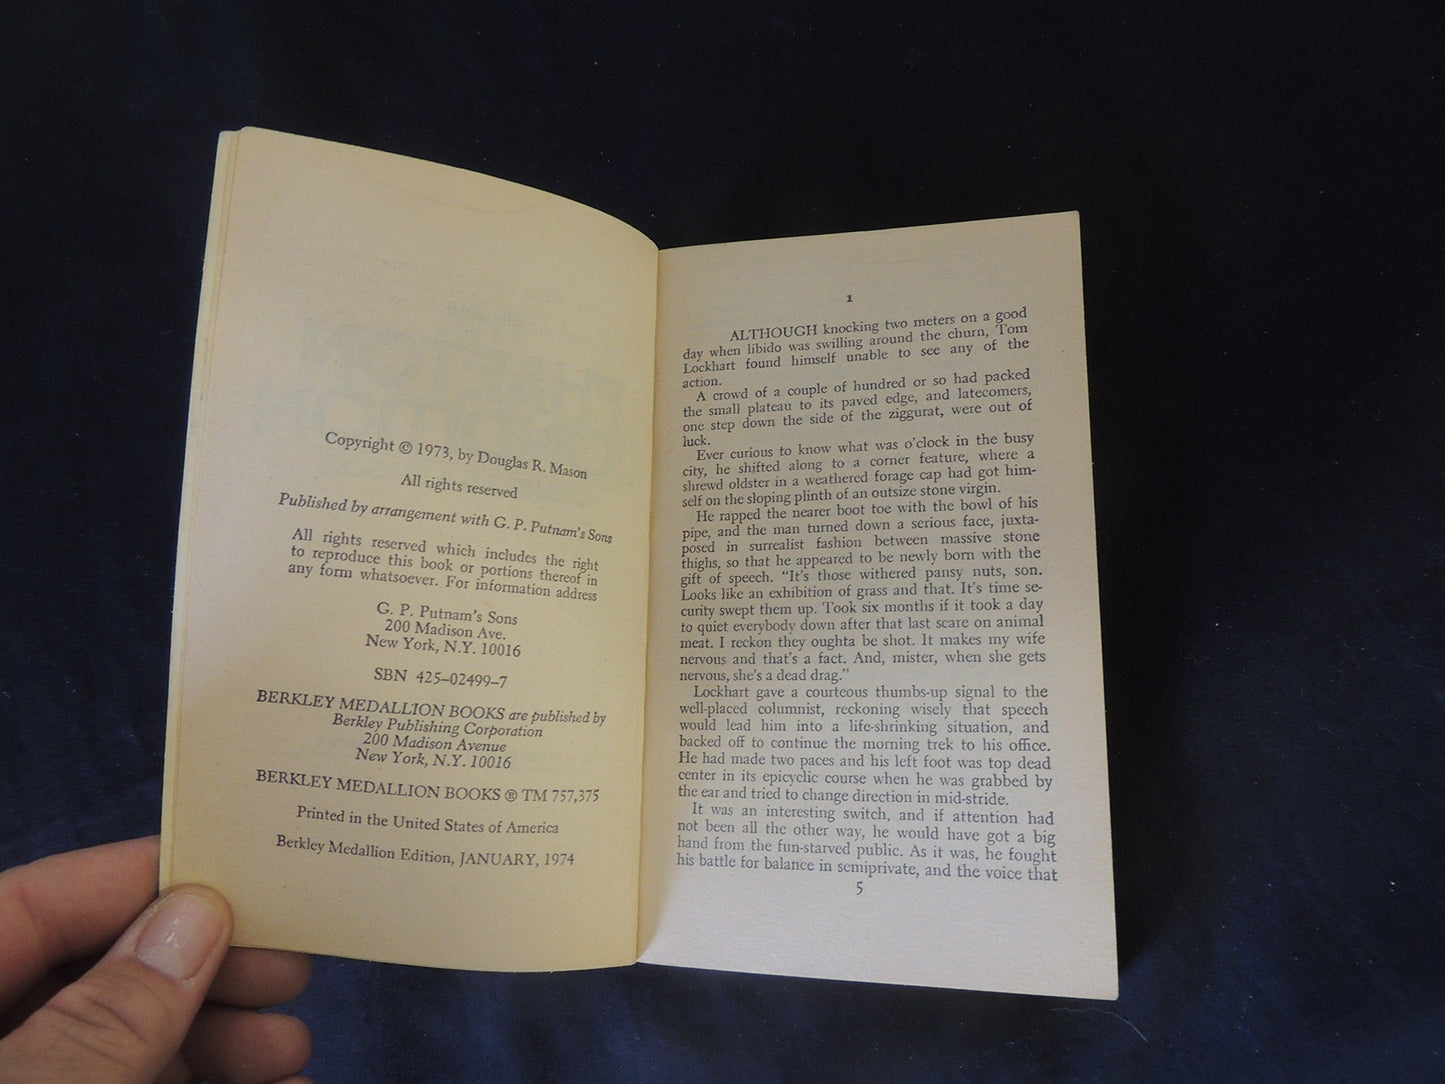 Copyright © 1973, by Douglas R. Mason
All rights reserved
Published by arrangement with G. P. Putnam's Sons
All rights reserved which includes the right
to reproduce this book or portions thereof in
any form whatsoever. For information address
G. P. Putnam's Sons
200 Madison Ave.
New York, N.Y. 10016
SBN 425-02499-7
BERKLEY MEDALLION BOOKS are published by
Berkley Publishing Corporation
200 Madison Avenue
New York, N.Y. 10016
BERKLEY MEDALLION BOOKS ® TM 757,375
Printed in the United States of America
Berkley Medallion Edition, JANUARY, 1974
1
ALTHOUGH knocking two meters on a good
day when libido was swilling around the churn, Tom
Lockhart found himself unable to see any of the
action.
A crowd of a couple of hundred or so had packed
the small plateau to its paved edge, and latecomers,
one step down the side of the ziggurat, were out of
luck.
Ever curious to know what was o'clock in the busy
city, he shifted along to a corner feature, where a
shrewd oldster in a weathered forage cap had got him-
self on the sloping plinth of an outsize stone virgin.
He rapped the nearer boot toe with the bowl of his
pipe, and the man turned down a serious face, juxta-
posed in surrealist fashion between massive stone
thighs, so that he appeared to be newly born with the
gift of speech. "It's those withered pansy nuts, son.
Looks like an exhibition of grass and that. It's time se-
curity swept them up. Took six months if it took a day
to quiet everybody down after that last scare on animal
meat. I reckon they oughta be shot. It makes my wife
nervous and that's a fact. And, mister, when she gets
nervous, she's a dead drag."
Lockhart gave a courteous thumbs-up signal to the
well-placed columnist, reckoning wisely that speech
would lead him into a life-shrinking situation, and
backed off to continue the morning trek to his office.
He had made two paces and his left foot was top dead
center in its epicyclic course when he was grabbed by
the ear and tried to change direction in mid-stride.
It was an interesting switch, and if attention had
not been all the other way, he would have got a big
hand from the fun-starved public. As it was, he fought
his battle for balance in semiprivate, and the voice that
5